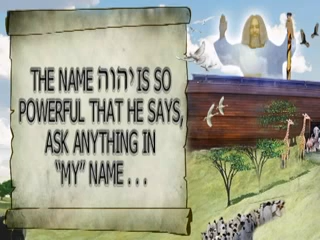 THE NAME יהוה IS SO
POWERFUL THAT HE SAYS,
ASK ANYTHING IN
“MY” NAME . . .